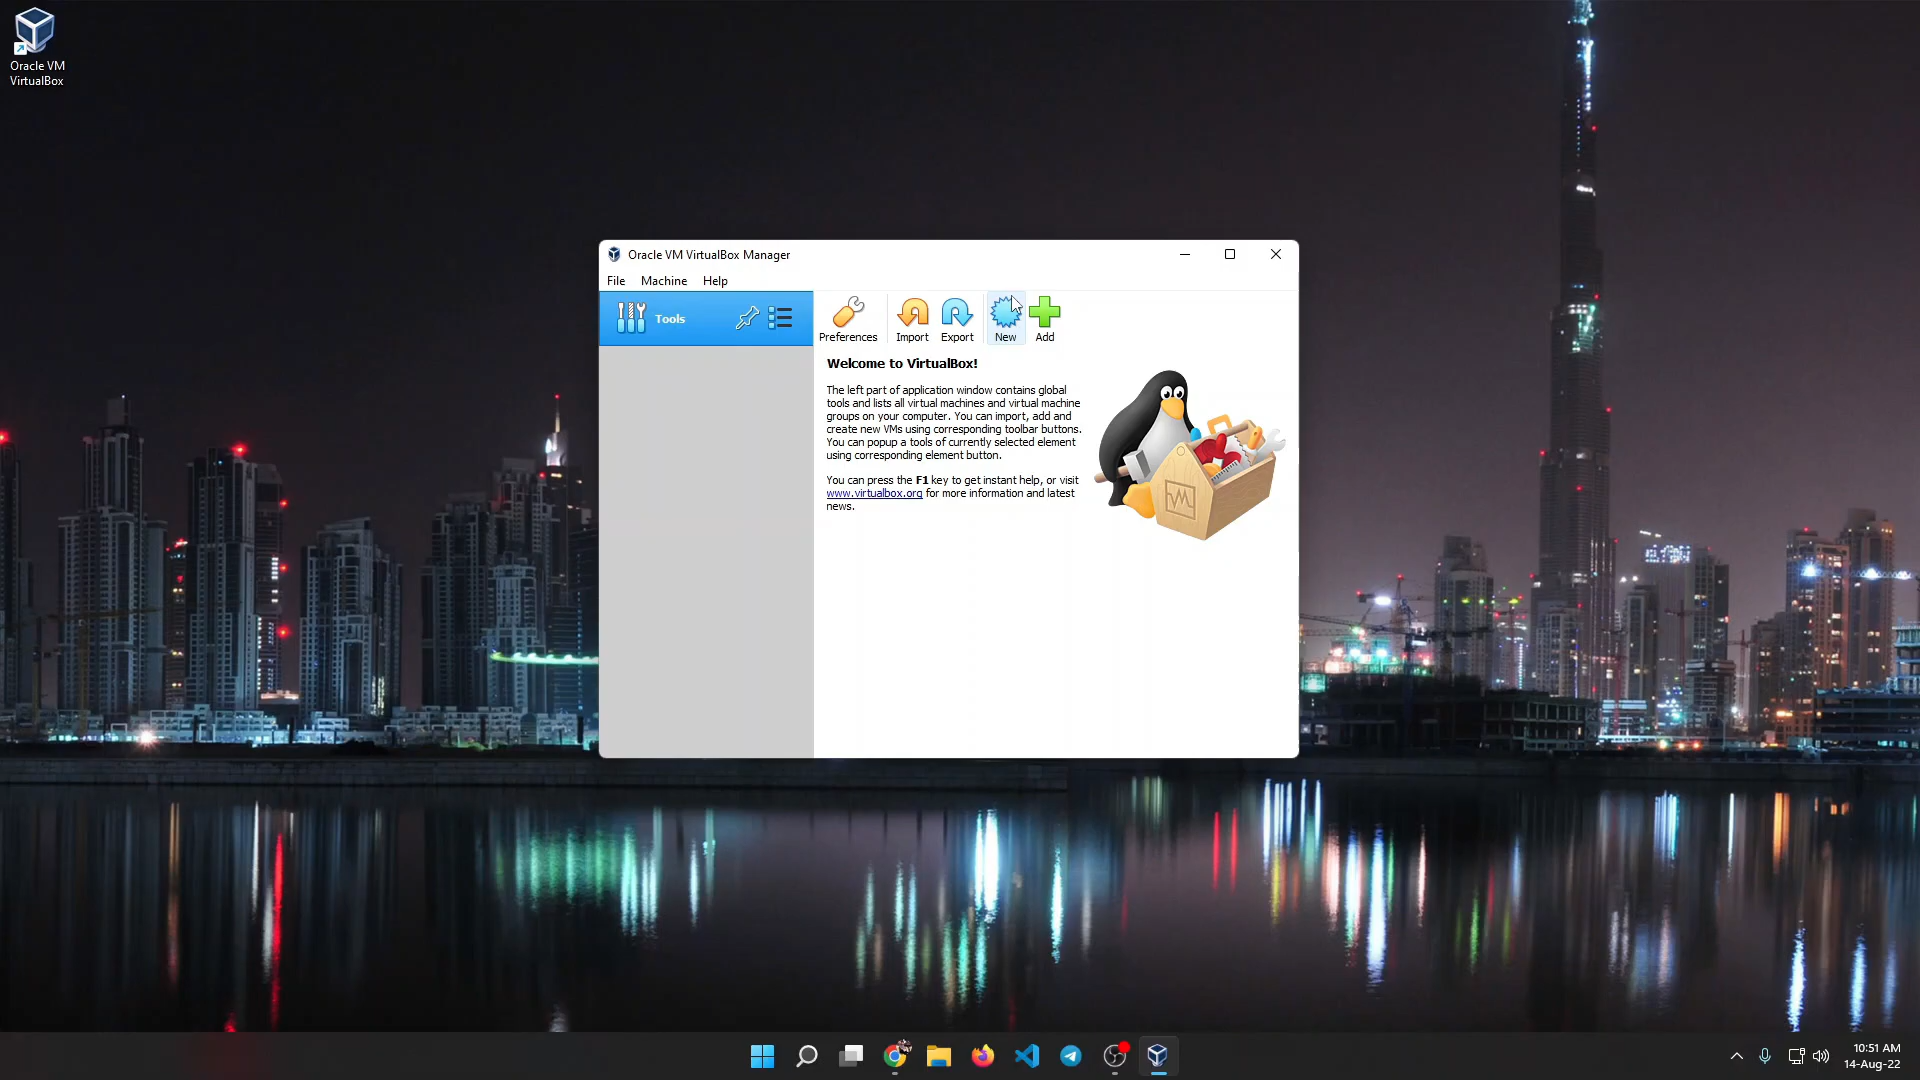 Oracle VM
VirtualBox
Oracle VM VirtualBox Manager
File Machine Help
Tools
Preferences Import Export New Add
Welcome to VirtualBox!
The left part of application window contains global
tools and lists all virtual machines and virtual machine
groups on your computer. You can import, add and
create new VMs using corresponding toolbar buttons.
You can popup a tools of currently selected element
using corresponding element button.
You can press the F1 key to get instant help, or visit
www.virtualbox.org for more information and latest
news.
10:51 AM
14-Aug-22